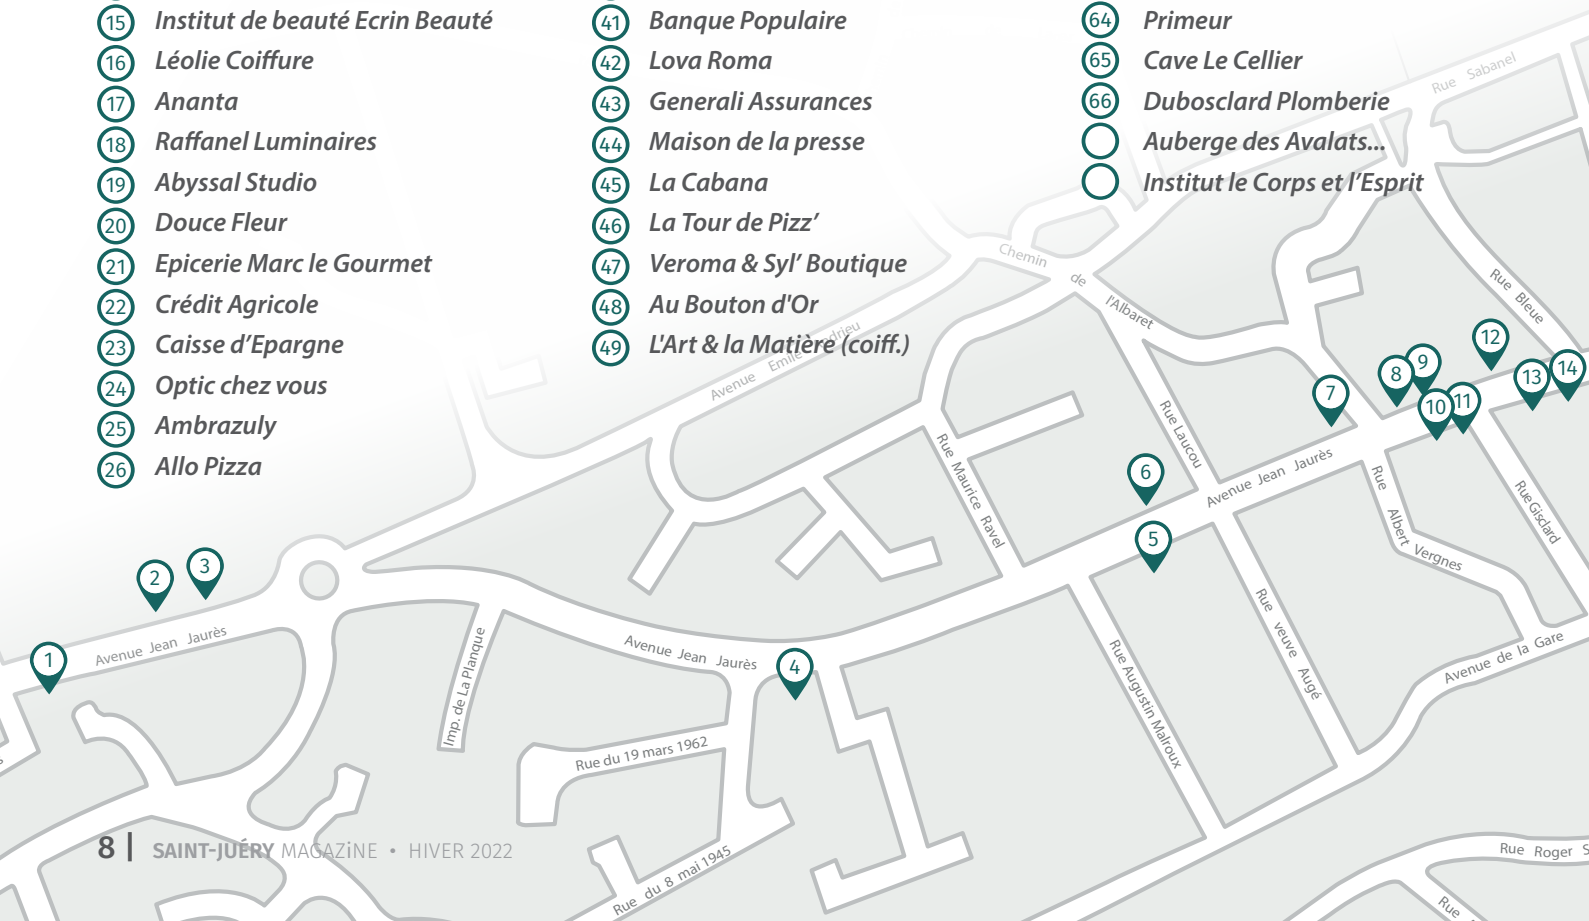 15 Institut de beauté Ecrin Beauté
16 Léolie Coiffure
17 Ananta
18 Raffanel Luminaires
19 Abyssal Studio
20 Douce Fleur
21 Epicerie Marc le Gourmet
22 Crédit Agricole
23 Caisse d’Epargne
24 Optic chez vous
25 Ambrazuly
26 Allo Pizza
41 Banque Populaire
42 Lova Roma
43 Generali Assurances
44 Maison de la presse
45 La Cabana
46 La Tour de Pizz’
47 Veroma & Syl’ Boutique
48 Au Bouton d'Or
49 L'Art & la Matière (coiff.)
64 Primeur
65 Cave Le Cellier
66 Dubosclard Plomberie
Auberge des Avalats...
Institut le Corps et l’Esprit
Rue Sabanel
Chemin de l'Albaret
Rue Bleue
Avenue Emile
12
9
8
14
13
7
11
10
Rue Laucou
Rue Maurice Ravel
Avenue Jean Jaurès
6
5
Rue Albert Vergnes
Rue Gisclard
3
2
Rue veuve Augé
Avenue de la Gare
Avenue Jean Jaurès
1
Imp. de La Planque
Avenue Jean Jaurès
4
Rue Augustin Malroux
Rue du 19 mars 1962
Rue du 8 mai 1945
Rue Roger S
Rue
8 | SAINT-JUÉRY MAGAZiNE • HIVER 2022